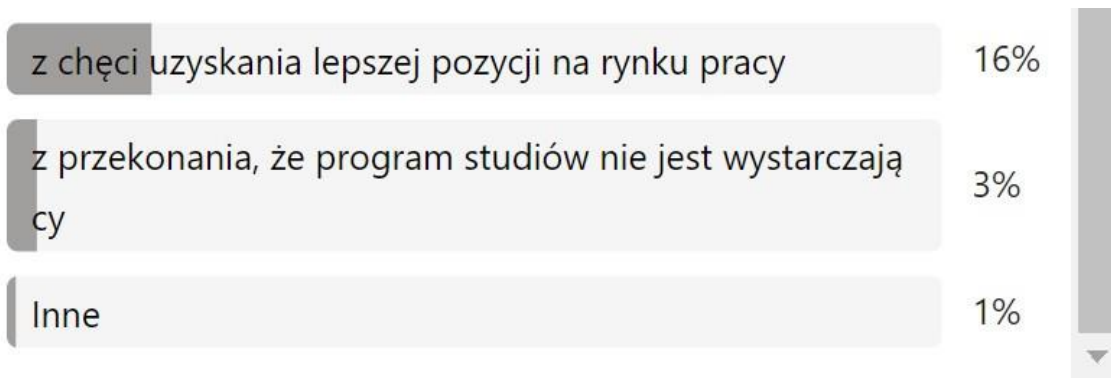 z chęci uzyskania lepszej pozycji na rynku pracy 16%
z przekonania, że program studiów nie jest wystarczają
cy
3%
Inne 1%